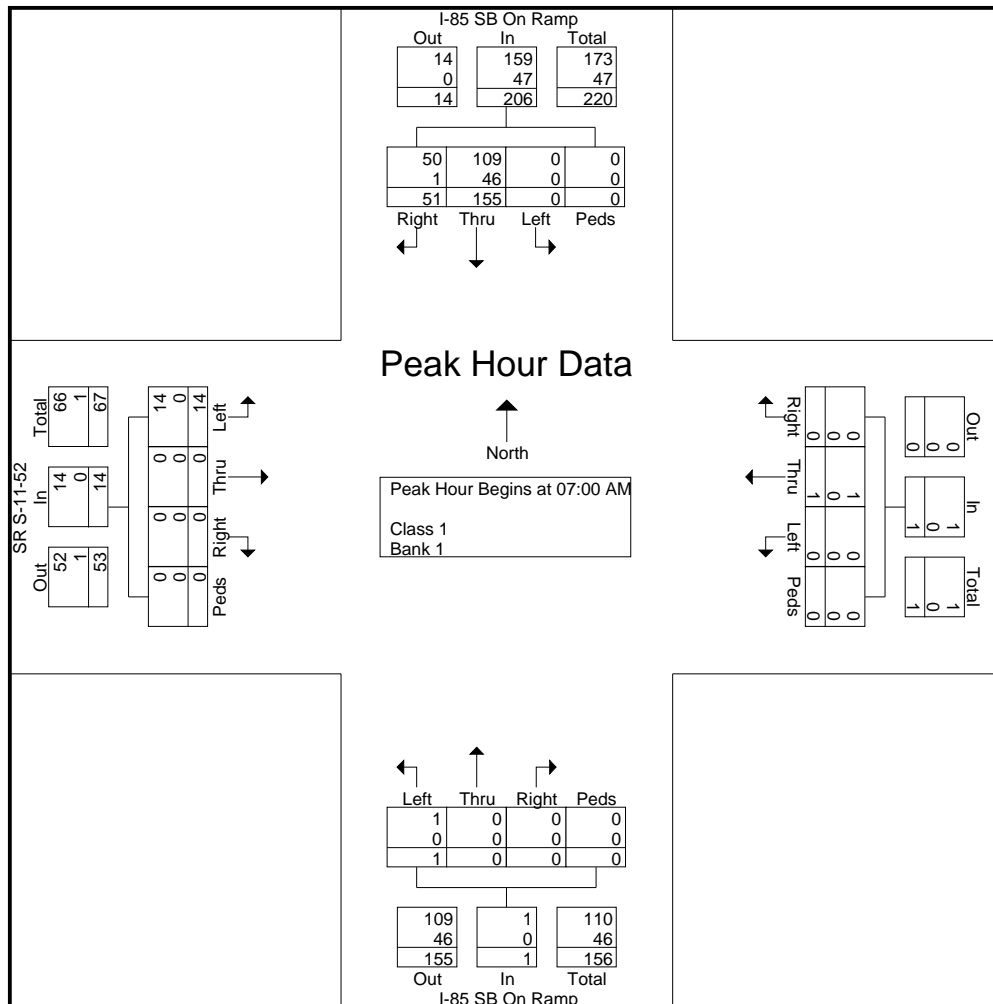 I-85 SB On Ramp
Out In Total
14 159 173
0 47 47
14 206 220
50 109 0 0
1 46 0 0
51 155 0 0
Right Thru Left Peds
Peak Hour Data
North
Peak Hour Begins at 07:00 AM
Class 1
Bank 1
SR S-11-52
Out In Total
52 14 66
1 0 1
53 14 67
14 0 0 0
0 0 0 0
14 0 0 0
Left Thru Right Peds
Right Thru Left Peds
0 1 0 0
0 0 0 0
0 1 0 0
Out In Total
0 1 1
0 0 0
0 1 1
Left Thru Right Peds
1 0 0 0
0 0 0 0
1 0 0 0
109 1 110
46 0 46
155 1 156
Out In Total
I-85 SB On Ramp